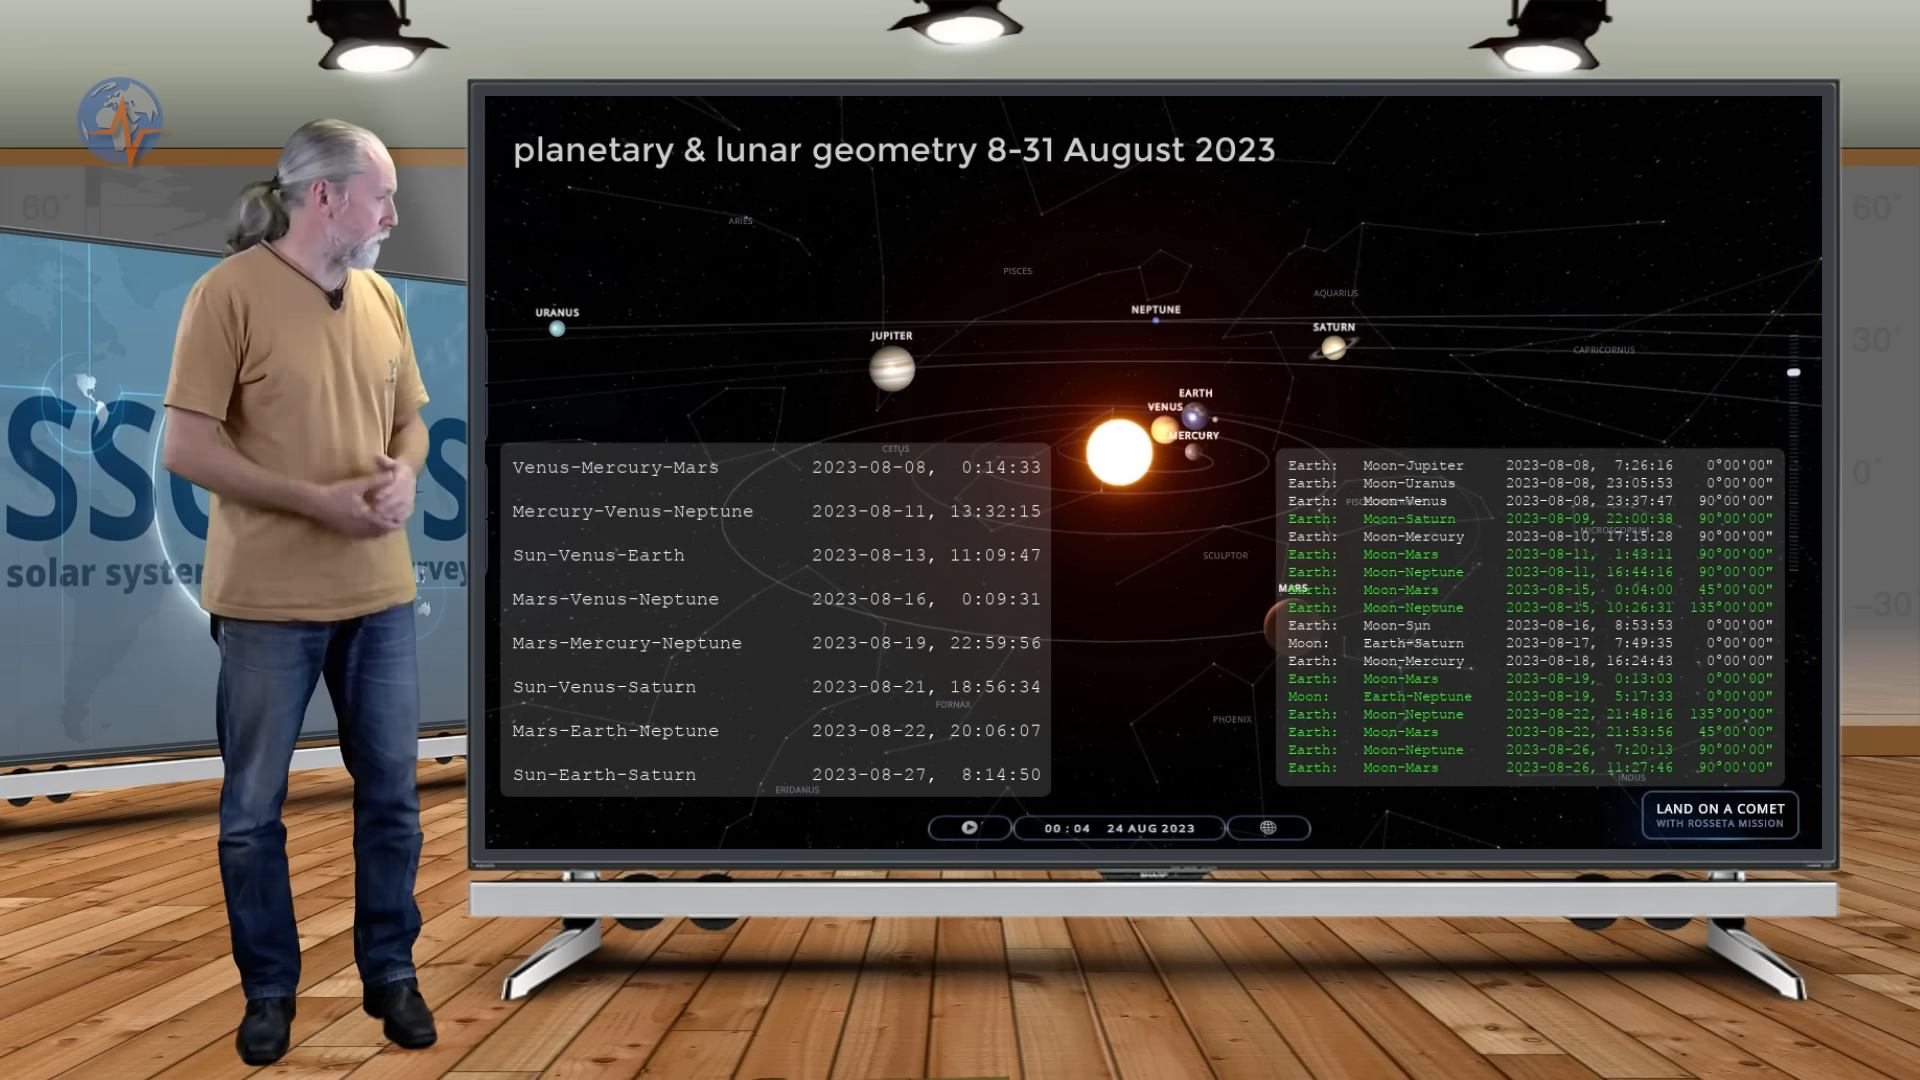 planetary & lunar geometry 8-31 August 2023
60°
60°
ARIES
PISCES
AQUARIUS
URANUS
NEPTUNE
JUPITER
SATURN
30°
CAPRICORNUS
EARTH
VENUS
MERCURY
CETUS
Venus-Mercury-Mars 2023-08-08, 0:14:33
Mercury-Venus-Neptune 2023-08-11, 13:32:15
Sun-Venus-Earth 2023-08-13, 11:09:47
Mars-Venus-Neptune 2023-08-16, 0:09:31
Mars-Mercury-Neptune 2023-08-19, 22:59:56
Sun-Venus-Saturn 2023-08-21, 18:56:34
Mars-Earth-Neptune 2023-08-22, 20:06:07
Sun-Earth-Saturn 2023-08-27, 8:14:50
FORNAX
ERIDANUS
SCULPTOR
PHOENIX
MARS
Earth: Moon-Jupiter 2023-08-08, 7:26:16 0°00'00"
Earth: Moon-Uranus 2023-08-08, 23:05:53 0°00'00"
Earth: Moon-Venus 2023-08-08, 23:37:47 90°00'00"
Earth: Moon-Saturn 2023-08-09, 22:00:38 90°00'00"
Earth: Moon-Mercury 2023-08-10, 17:15:28 90°00'00"
Earth: Moon-Mars 2023-08-11, 1:43:11 90°00'00"
Earth: Moon-Neptune 2023-08-11, 16:44:16 90°00'00"
Earth: Moon-Mars 2023-08-15, 0:04:00 45°00'00"
Earth: Moon-Neptune 2023-08-15, 10:26:31 135°00'00"
Earth: Moon-Sun 2023-08-16, 8:53:53 0°00'00"
Moon: Earth-Saturn 2023-08-17, 7:49:35 0°00'00"
Earth: Moon-Mercury 2023-08-18, 16:24:43 0°00'00"
Earth: Moon-Mars 2023-08-19, 0:13:03 0°00'00"
Moon: Earth-Neptune 2023-08-19, 5:17:33 0°00'00"
Earth: Moon-Neptune 2023-08-22, 21:48:16 135°00'00"
Earth: Moon-Mars 2023-08-22, 21:53:56 45°00'00"
Earth: Moon-Neptune 2023-08-26, 7:20:13 90°00'00"
Earth: Moon-Mars 2023-08-26, 11:27:46 90°00'00"
MICROSCOPIUM
INDUS
0°
-30°
SS
S
solar syste
rvey
00 : 04 24 AUG 2023
LAND ON A COMET
WITH ROSSETA MISSION
SHARP